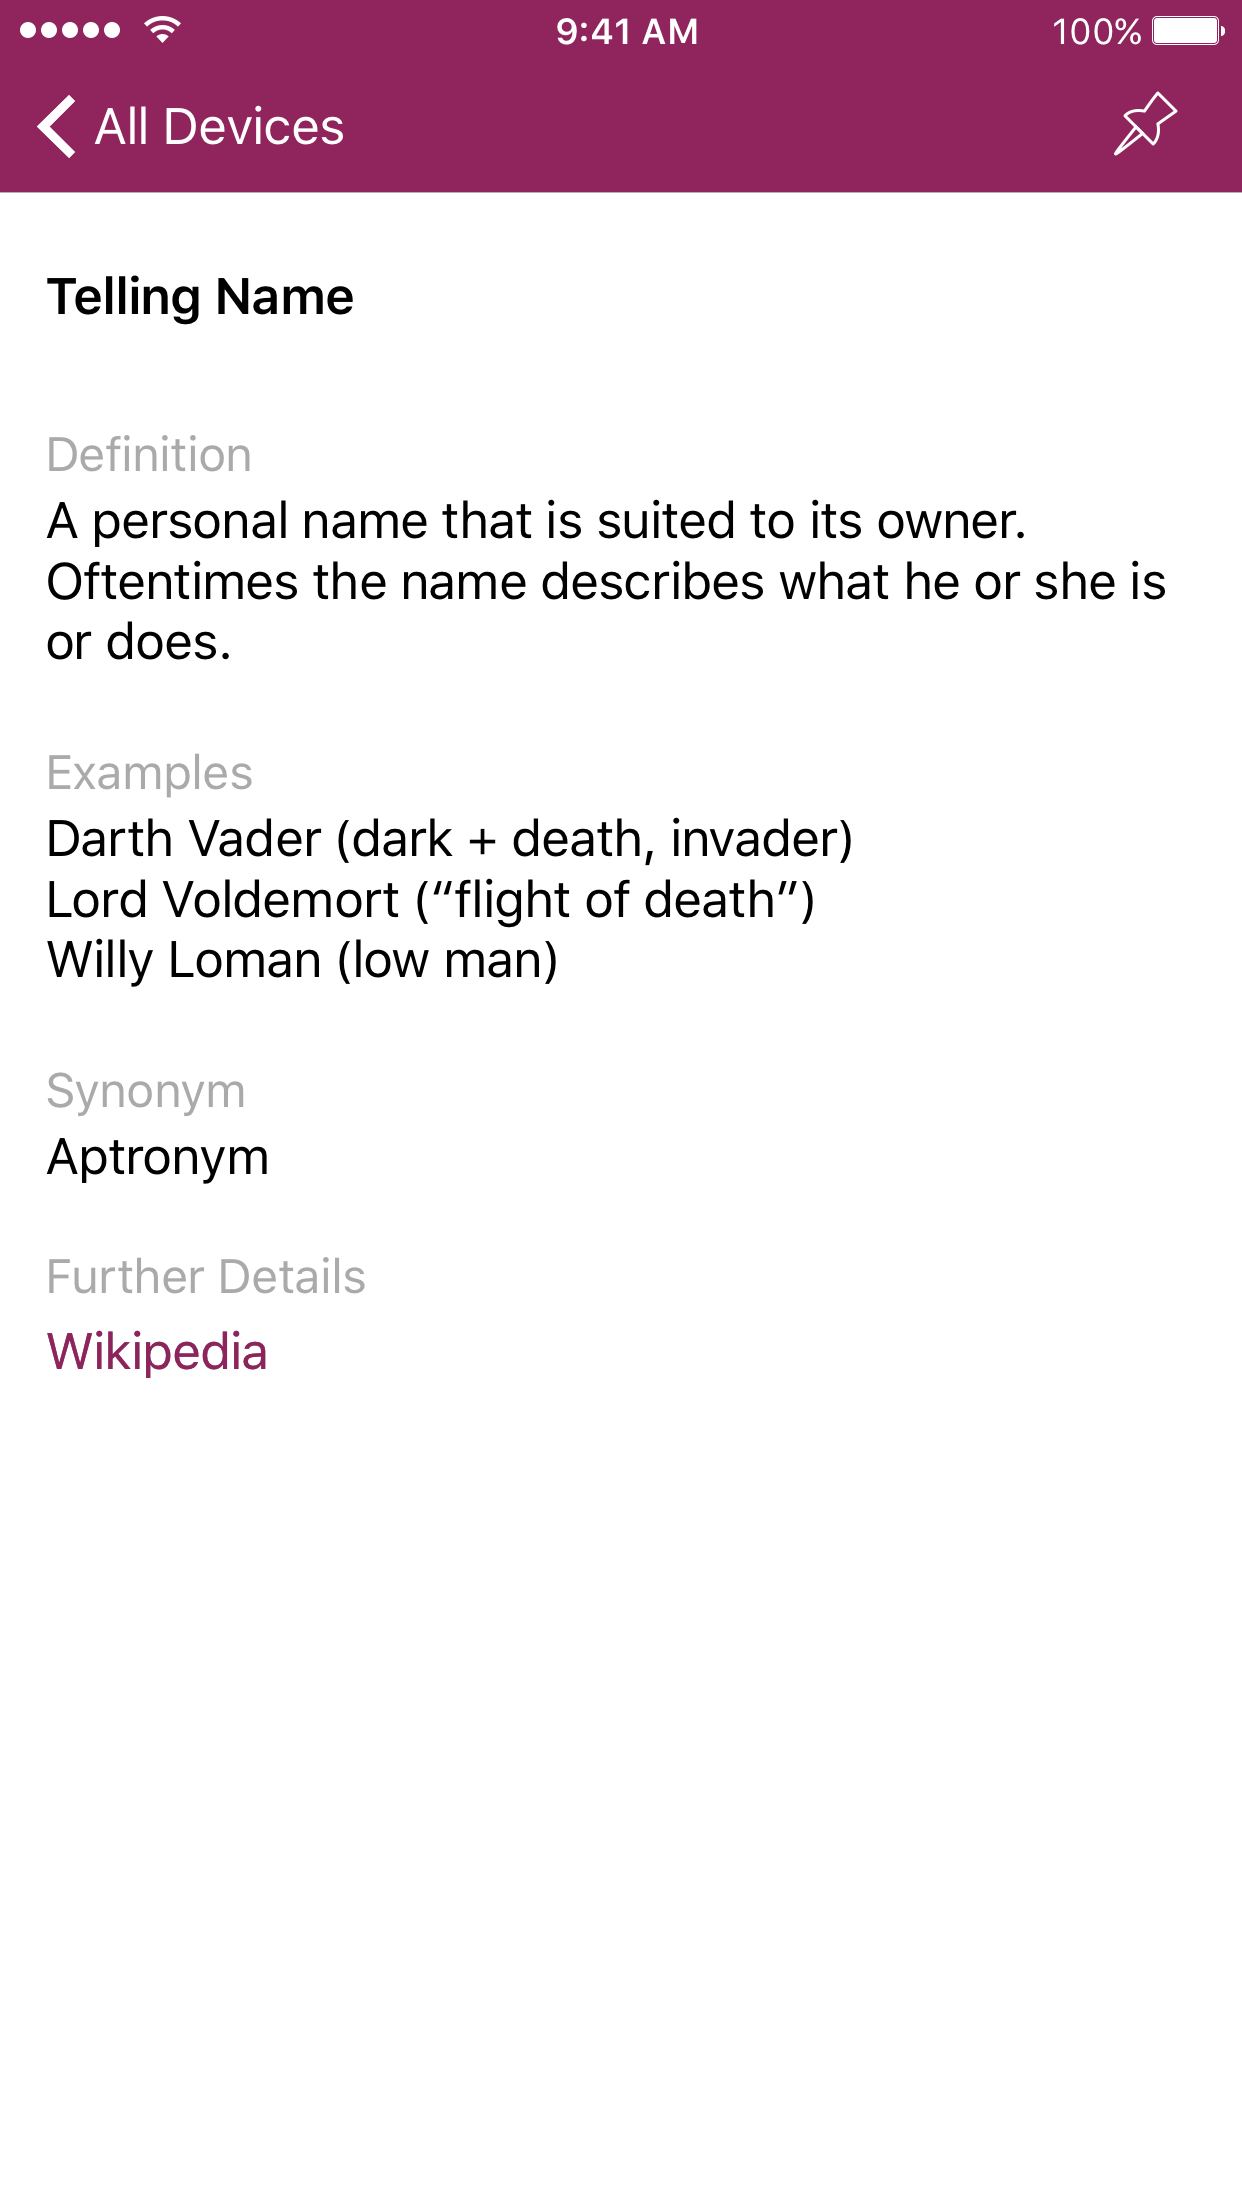 9:41 AM
100%
All Devices
Telling Name
Definition
A personal name that is suited to its owner.
Oftentimes the name describes what he or she is
or does.
Examples
Darth Vader (dark + death, invader)
Lord Voldemort (“flight of death”)
Willy Loman (low man)
Synonym
Aptronym
Further Details
Wikipedia